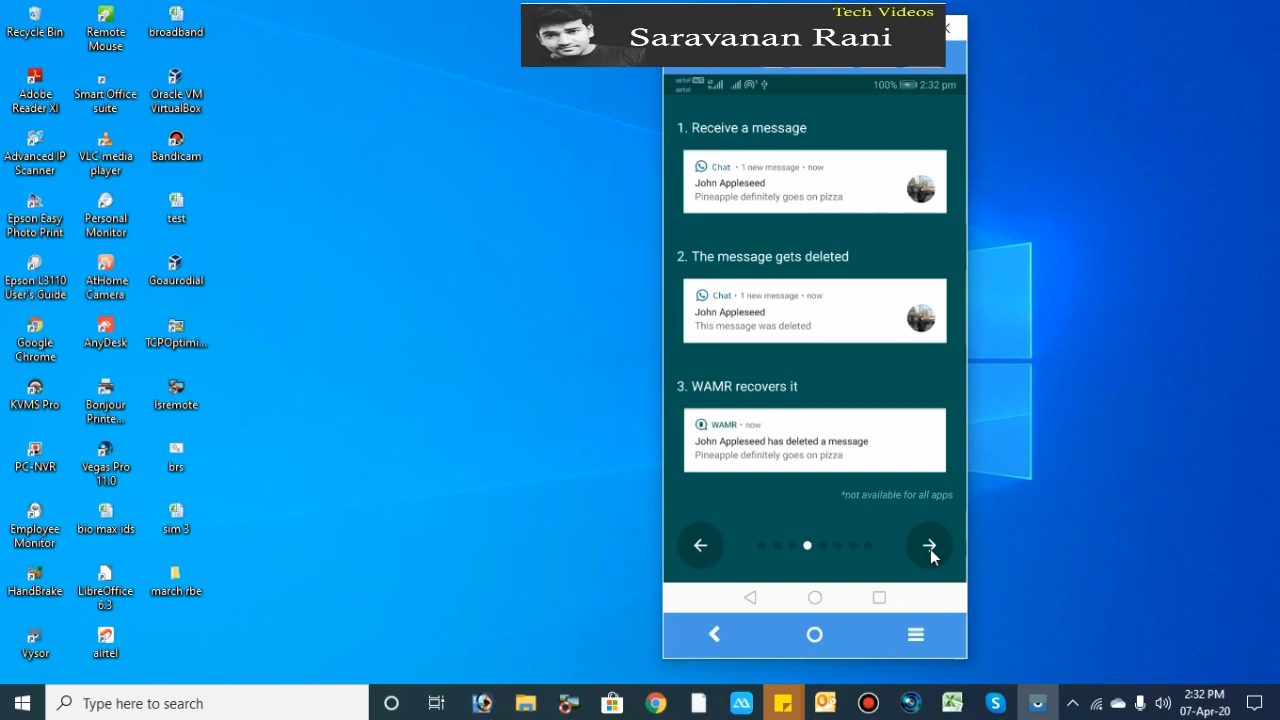 Recycle Bin
Remote
Mouse
broadband
Adobe
Reader XI
Smart Office
suite
Oracle VM
VirtualBox
Advanced IP
Scanner
VLC media
player
Bandicam
Epson Easy
Photo Print
Personal
Monitor
test
Epson L3110
User's Guide
AtHome
Camera
Goaurodial
Google
Chrome
AnyDesk
TCPOptimi...
KVMS Pro
Bonjour
Printe...
lsremote
PC-NVR
Vegas Pro
11.0
brs
Employee
Monitor
bio max ids
sim 3
HandBrake
LibreOffice
6.3
march rbe
Vysor
airtel
Tech Videos
Saravanan Rani
airtel
airtel
100% 2:32 pm
1. Receive a message
Chat • 1 new message • now
John Appleseed
Pineapple definitely goes on pizza
2. The message gets deleted
Chat • 1 new message • now
John Appleseed
This message was deleted
3. WAMR recovers it
WAMR • now
John Appleseed has deleted a message
Pineapple definitely goes on pizza
*not available for all apps
Type here to search
2:32 PM
07-Apr-20